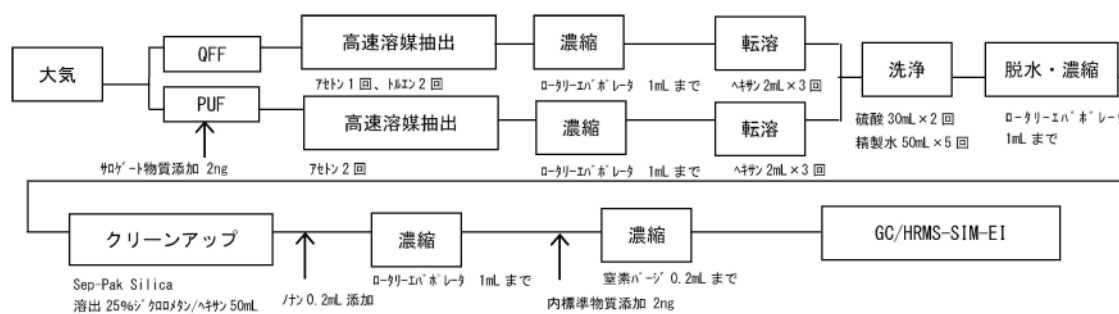 大気
QFF
高速溶媒抽出
濃縮
転溶
アセトン 1 回、トルエン 2 回
ロータリーエバポレータ 1mL まで
ヘキサン 2mL × 3 回
PUF
高速溶媒抽出
濃縮
転溶
サロゲート物質添加 2ng
アセトン 2 回
ロータリーエバポレータ 1mL まで
ヘキサン 2mL × 3 回
洗浄
脱水・濃縮
硫酸 30mL × 2 回
精製水 50mL × 5 回
ロータリーエバポレータ
1mL まで
クリーンアップ
濃縮
濃縮
GC/HRMS-SIM-EI
Sep-Pak Silica
溶出 25%ジクロロメタン/ヘキサン 50mL
ノナン 0.2mL 添加
ロータリーエバポレータ 1mL まで
内標準物質添加 2ng
窒素パージ 0.2mL まで